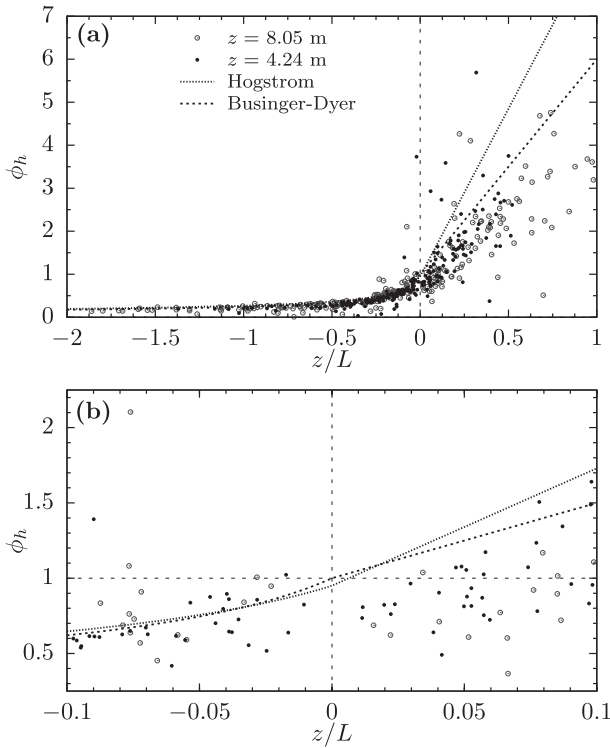 7
6
5
4
3
2
1
0
ϕh
(a)
z = 8.05 m
z = 4.24 m
Hogstrom
Businger-Dyer
−2 −1.5 −1 −0.5 0 0.5 1
z/L
2
1.5
1
0.5
ϕh
(b)
−0.1 −0.05 0 0.05 0.1
z/L